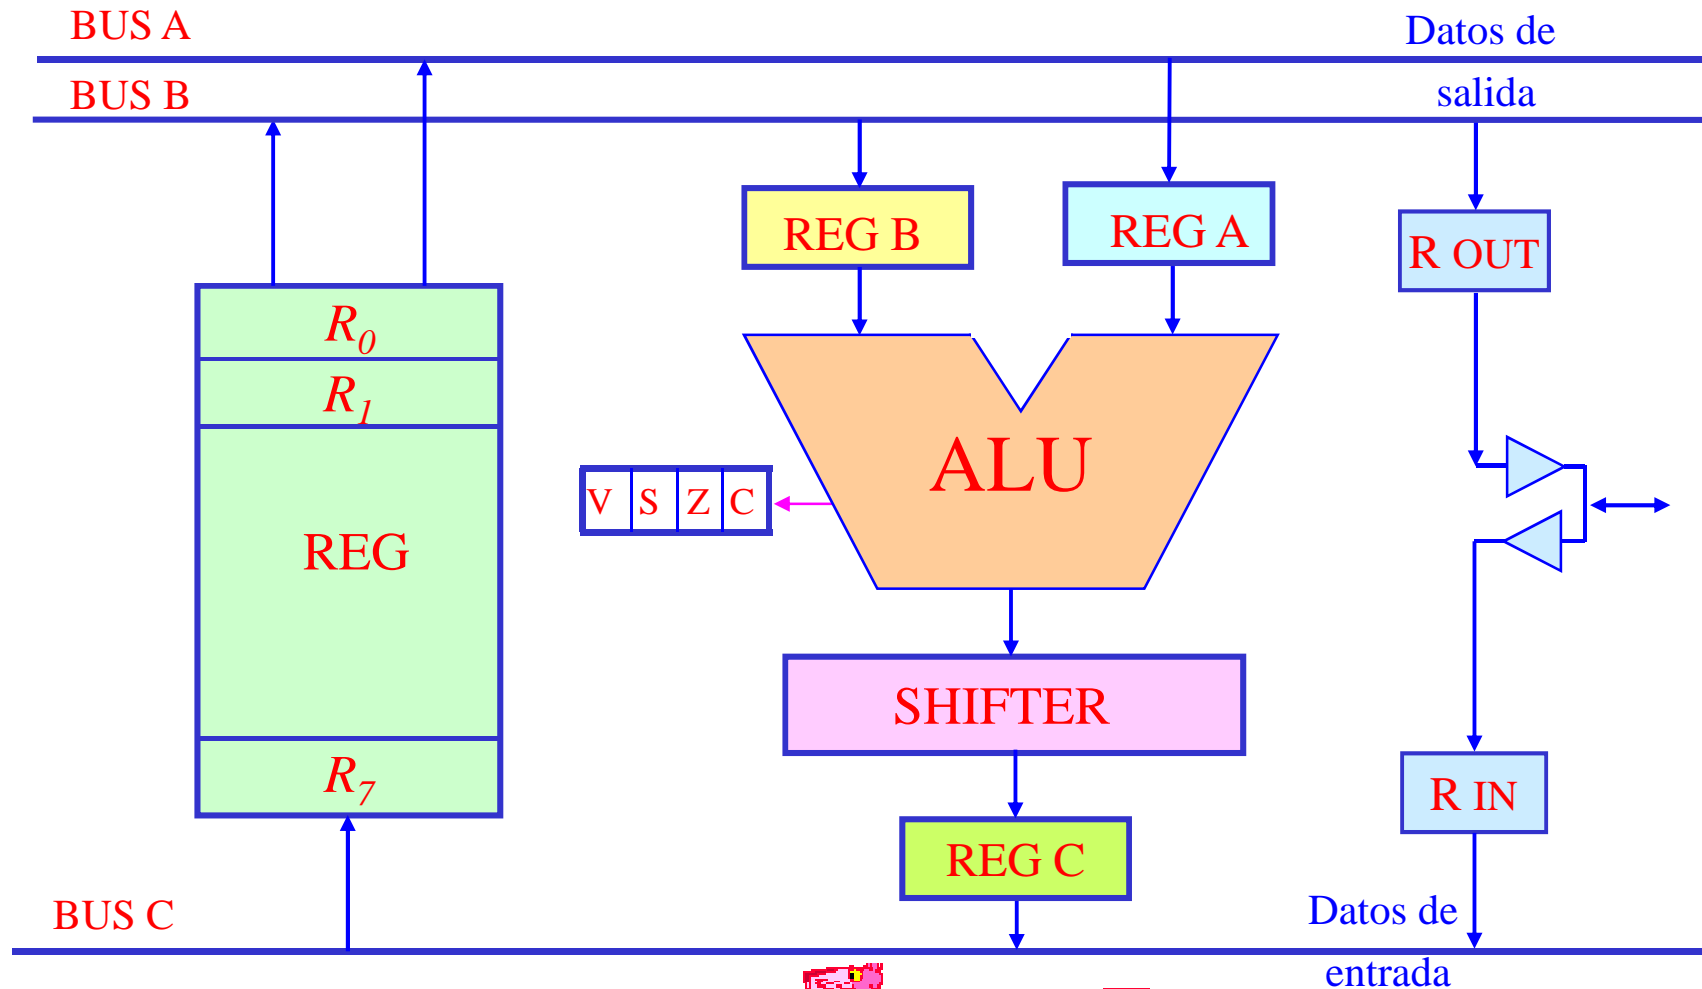 BUS A
Datos de
BUS B
salida
REG B
REG A
R OUT
R0
R1
ALU
V S Z C
REG
SHIFTER
R7
R IN
REG C
BUS C
Datos de
entrada